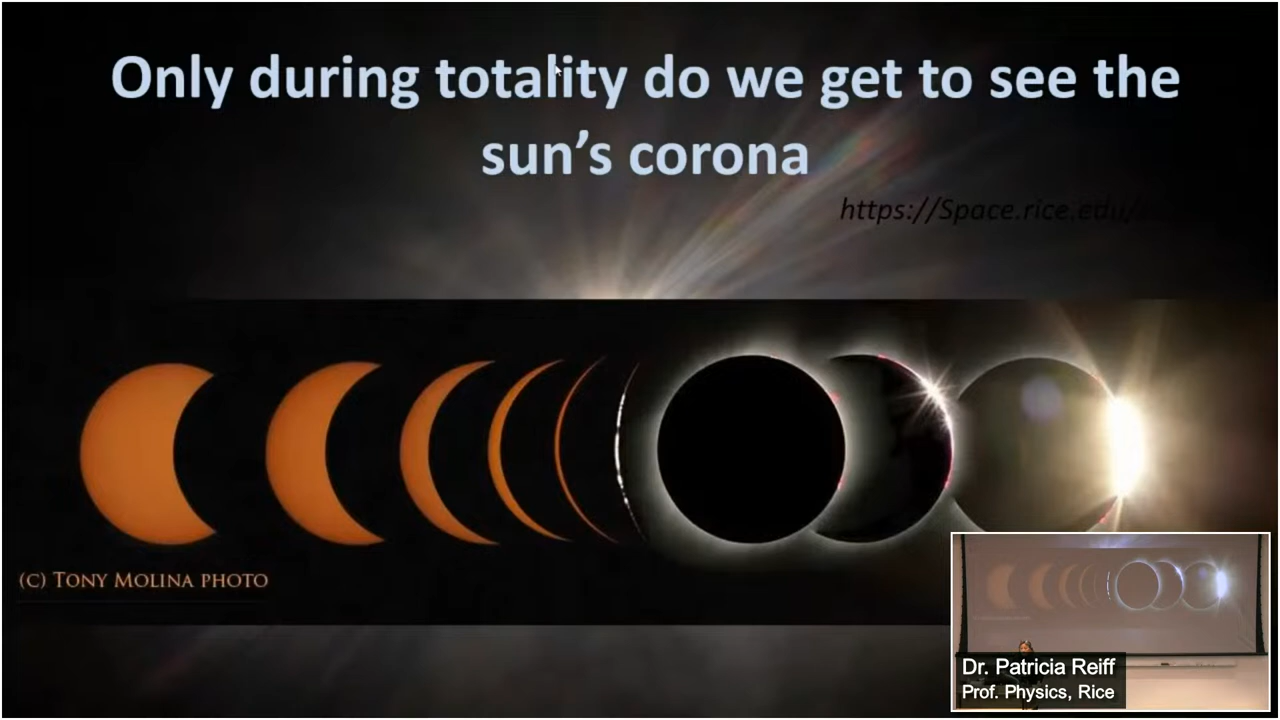 Only during totality do we get to see the
sun's corona
https://Space.rice.edu/
(C) TONY MOLINA PHOTO
Dr. Patricia Reiff
Prof. Physics, Rice